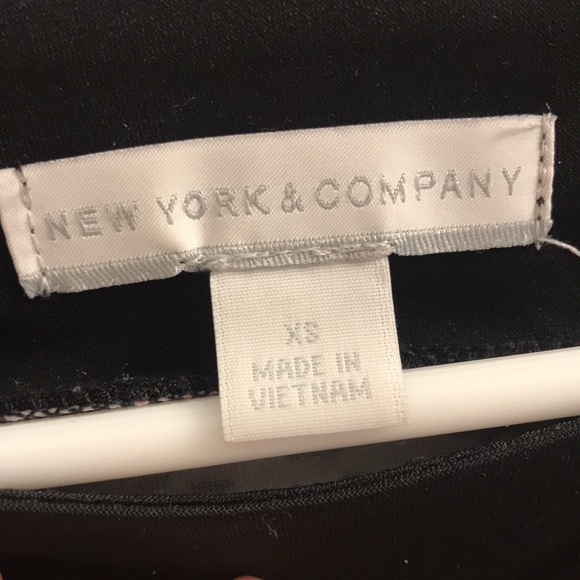 NEW YORK & COMPANY
XS
MADE IN
VIETNAM